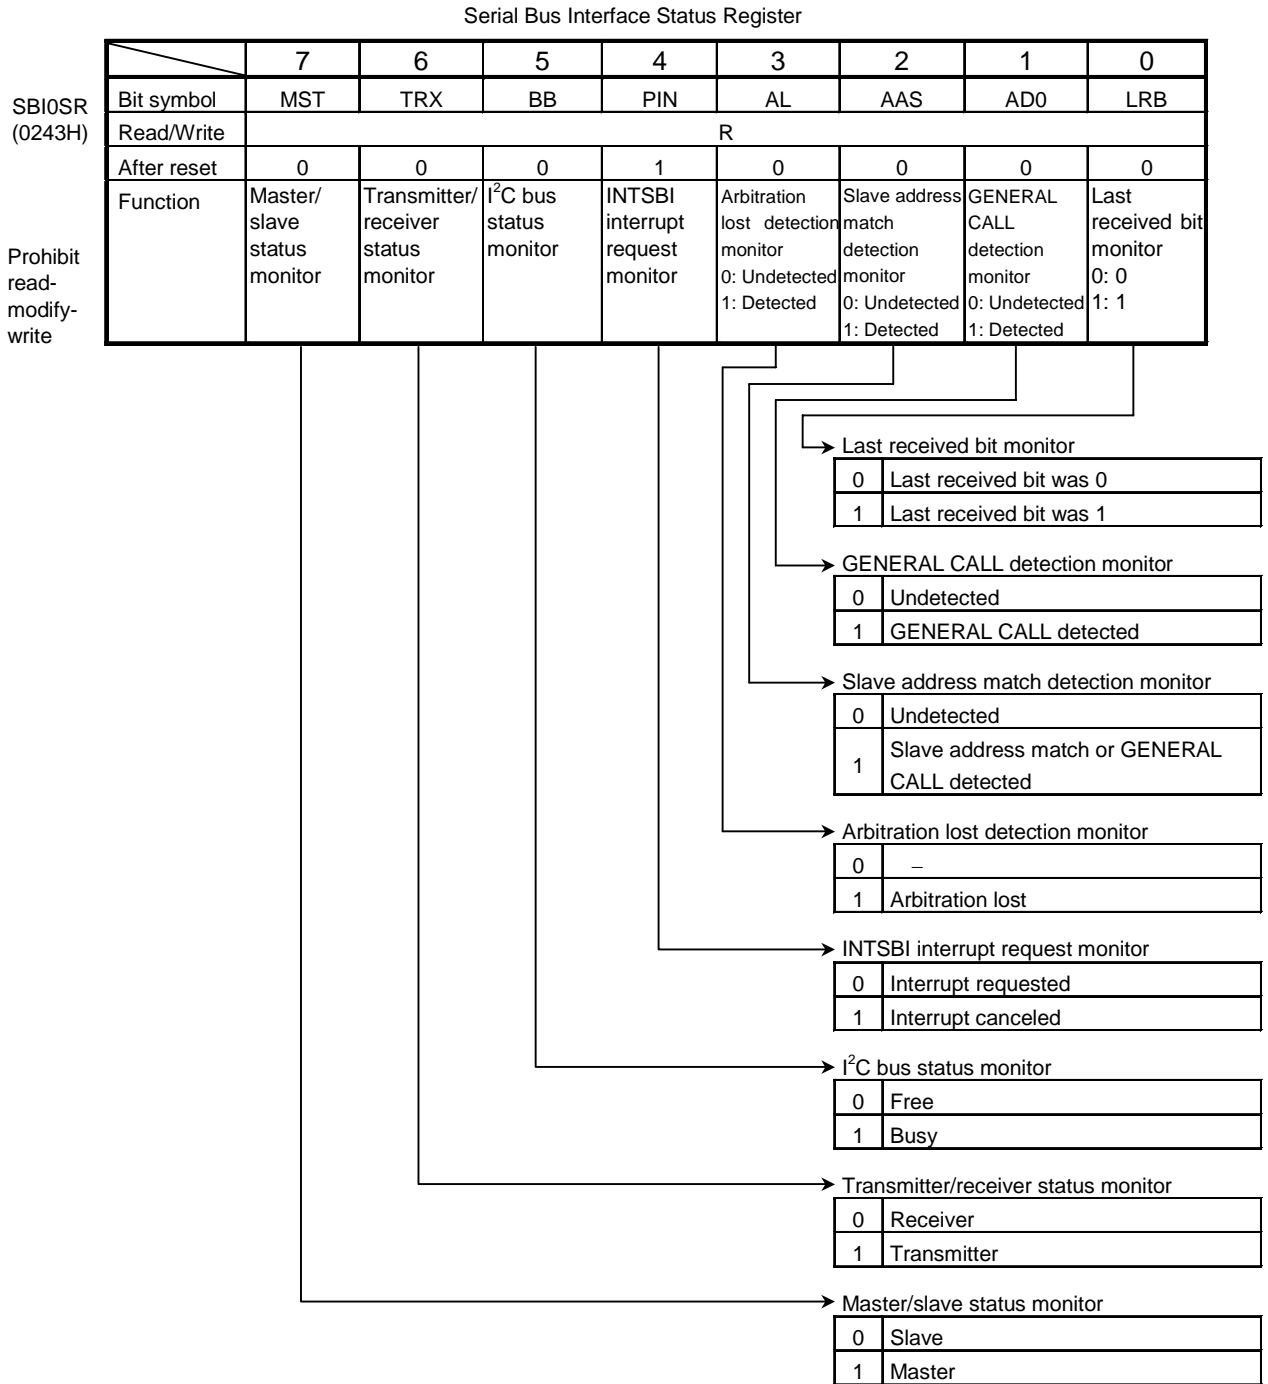 Serial Bus Interface Status Register
7 6 5 4 3 2 1 0
SBI0SR
(0243H)
Bit symbol MST TRX BB PIN AL AAS AD0 LRB
Read/Write R
After reset 0 0 0 1 0 0 0 0
Function
Master/
slave
status
monitor
Transmitter/
receiver
status
monitor
I²C bus
status
monitor
INTSBI
interrupt
request
monitor
Arbitration
lost detection
monitor
0: Undetected
1: Detected
Slave address
match
detection
monitor
0: Undetected
1: Detected
GENERAL
CALL
detection
monitor
0: Undetected
1: Detected
Last
received bit
monitor
0: 0
1: 1
Prohibit
read-
modify-
write
Last received bit monitor
0 Last received bit was 0
1 Last received bit was 1
GENERAL CALL detection monitor
0 Undetected
1 GENERAL CALL detected
Slave address match detection monitor
0 Undetected
1 Slave address match or GENERAL
CALL detected
Arbitration lost detection monitor
0 –
1 Arbitration lost
INTSBI interrupt request monitor
0 Interrupt requested
1 Interrupt canceled
I²C bus status monitor
0 Free
1 Busy
Transmitter/receiver status monitor
0 Receiver
1 Transmitter
Master/slave status monitor
0 Slave
1 Master